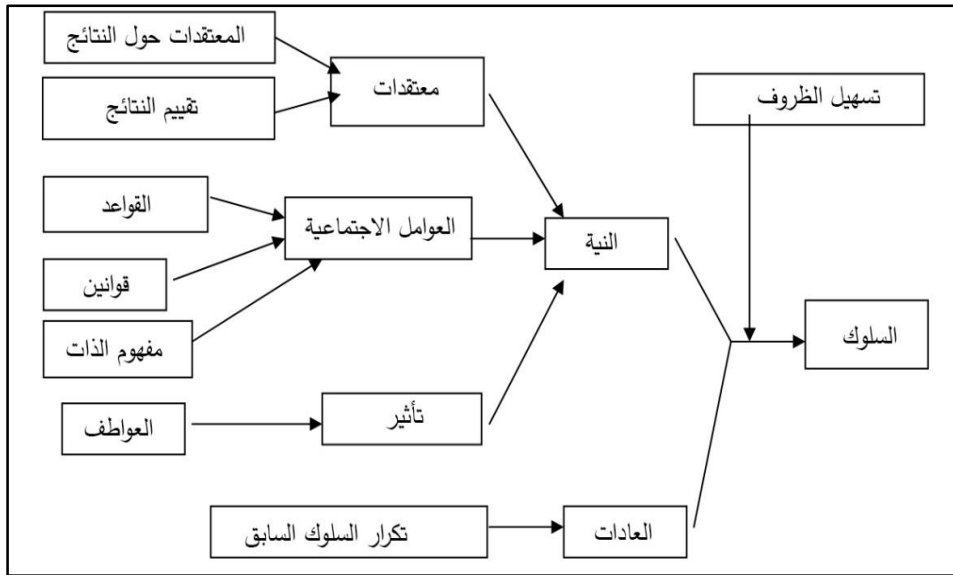 المعتقدات حول النتائج
معتقدات
تقييم النتائج
تسهيل الظروف
القواعد
العوامل الاجتماعية
النية
قوانين
مفهوم الذات
السلوك
العواطف
تأثير
تكرار السلوك السابق
العادات